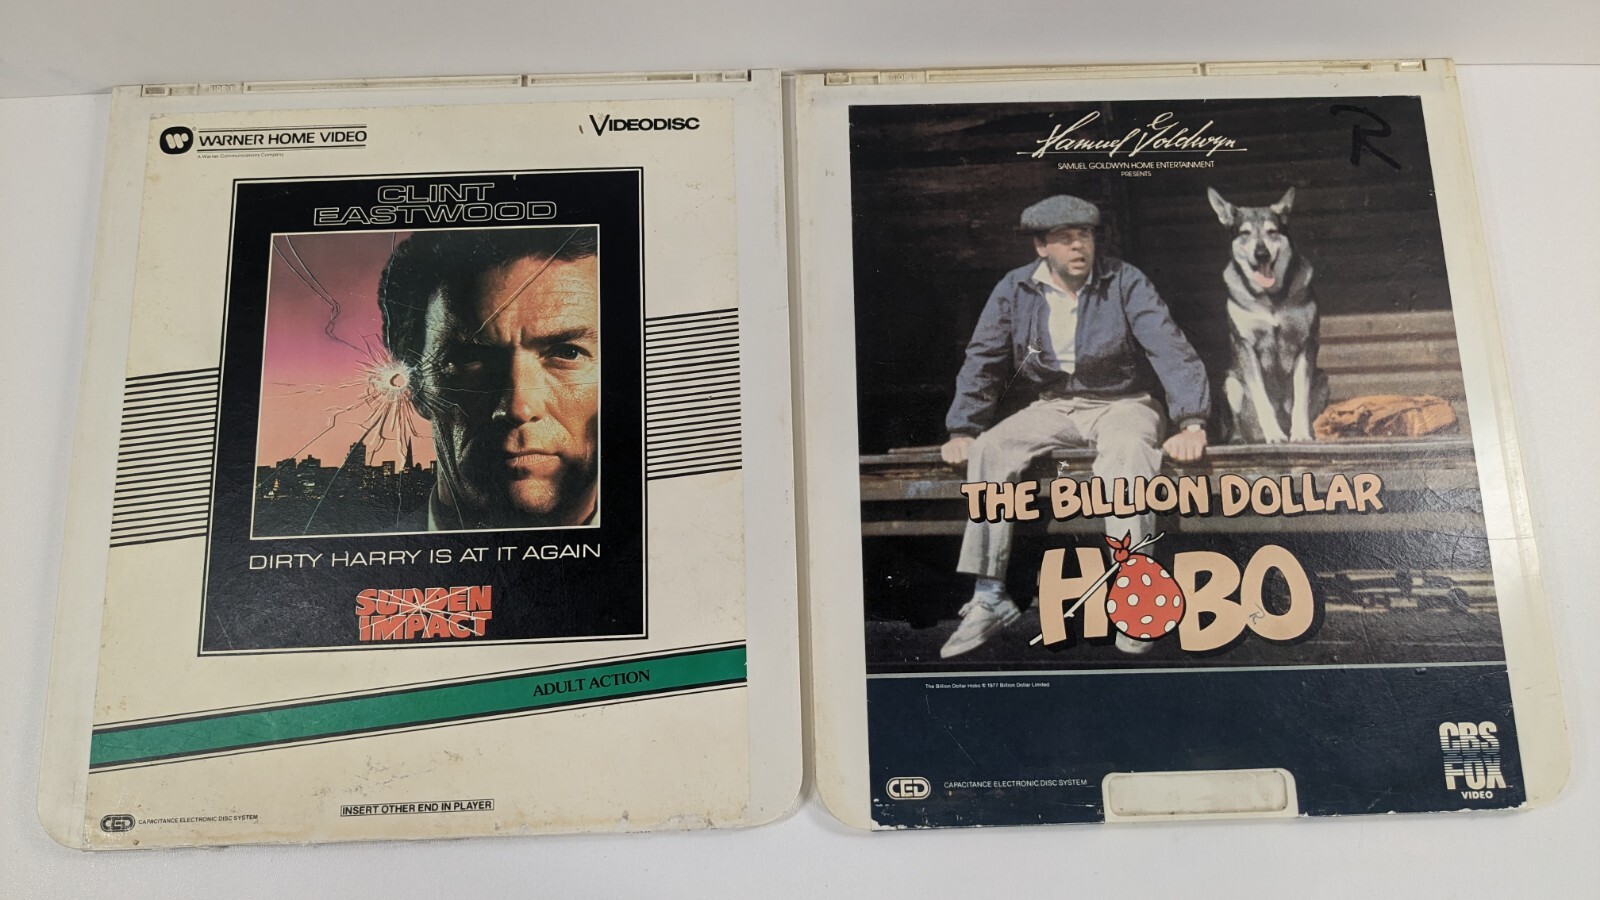 WARNER HOME VIDEO
A Warner Communications Company
VIDEODISC
CLINT
EASTWOOD
DIRTY HARRY IS AT IT AGAIN
SUDDEN
IMPACT
ADULT ACTION
INSERT OTHER END IN PLAYER
CED CAPACITANCE ELECTRONIC DISC SYSTEM
Samuel Goldwyn
SAMUEL GOLDWYN HOME ENTERTAINMENT
PRESENTS
R
THE BILLION DOLLAR
HOBO
The Billion Dollar Hobo © 1977 Billion Dollar Limited
CED CAPACITANCE ELECTRONIC DISC SYSTEM
CBS
FOX
VIDEO